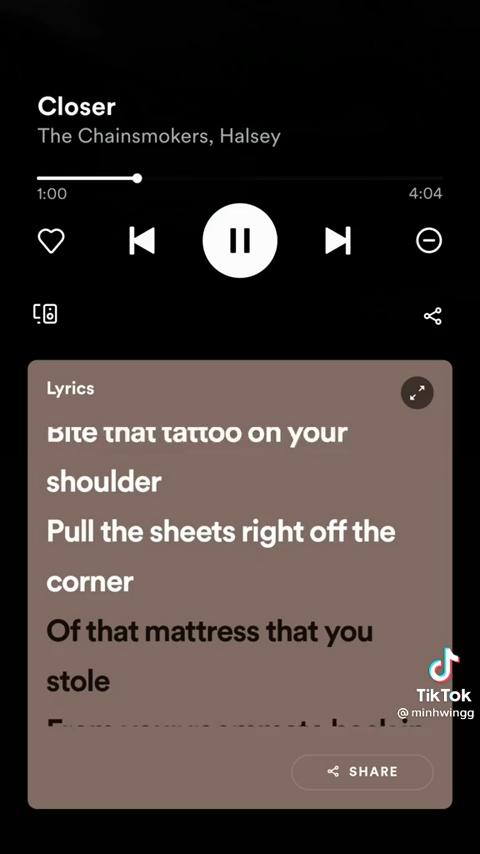 Closer
The Chainsmokers, Halsey
1:00
4:04
Lyrics
Bite that tattoo on your
shoulder
Pull the sheets right off the
corner
Of that mattress that you
stole
TikTok
@minhwingg
SHARE